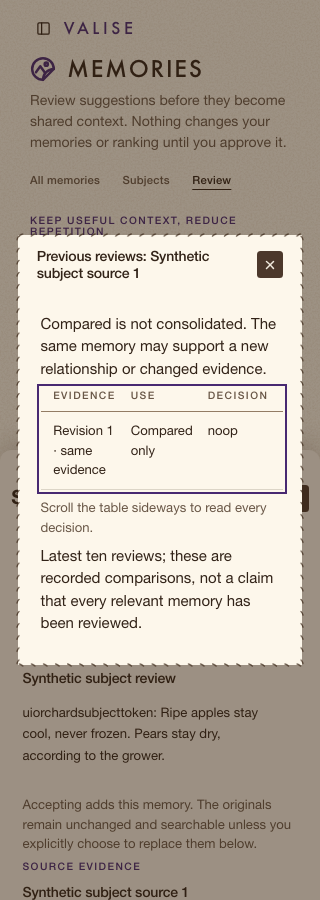 VALISE
MEMORIES
Review suggestions before they become
shared context. Nothing changes your
memories or ranking until you approve it.
All memories Subjects Review
KEEP USEFUL CONTEXT, REDUCE
REPETITION.
Previous reviews: Synthetic
subject source 1
Compared is not consolidated. The
same memory may support a new
relationship or changed evidence.
EVIDENCE USE DECISION
Revision 1 Compared noop
· same only
evidence
Scroll the table sideways to read every
decision.
Latest ten reviews; these are
recorded comparisons, not a claim
that every relevant memory has
been reviewed.
Synthetic subject review
uiorchardsubjecttoken: Ripe apples stay
cool, never frozen. Pears stay dry,
according to the grower.
Accepting adds this memory. The originals
remain unchanged and searchable unless you
explicitly choose to replace them below.
SOURCE EVIDENCE
Synthetic subject source 1